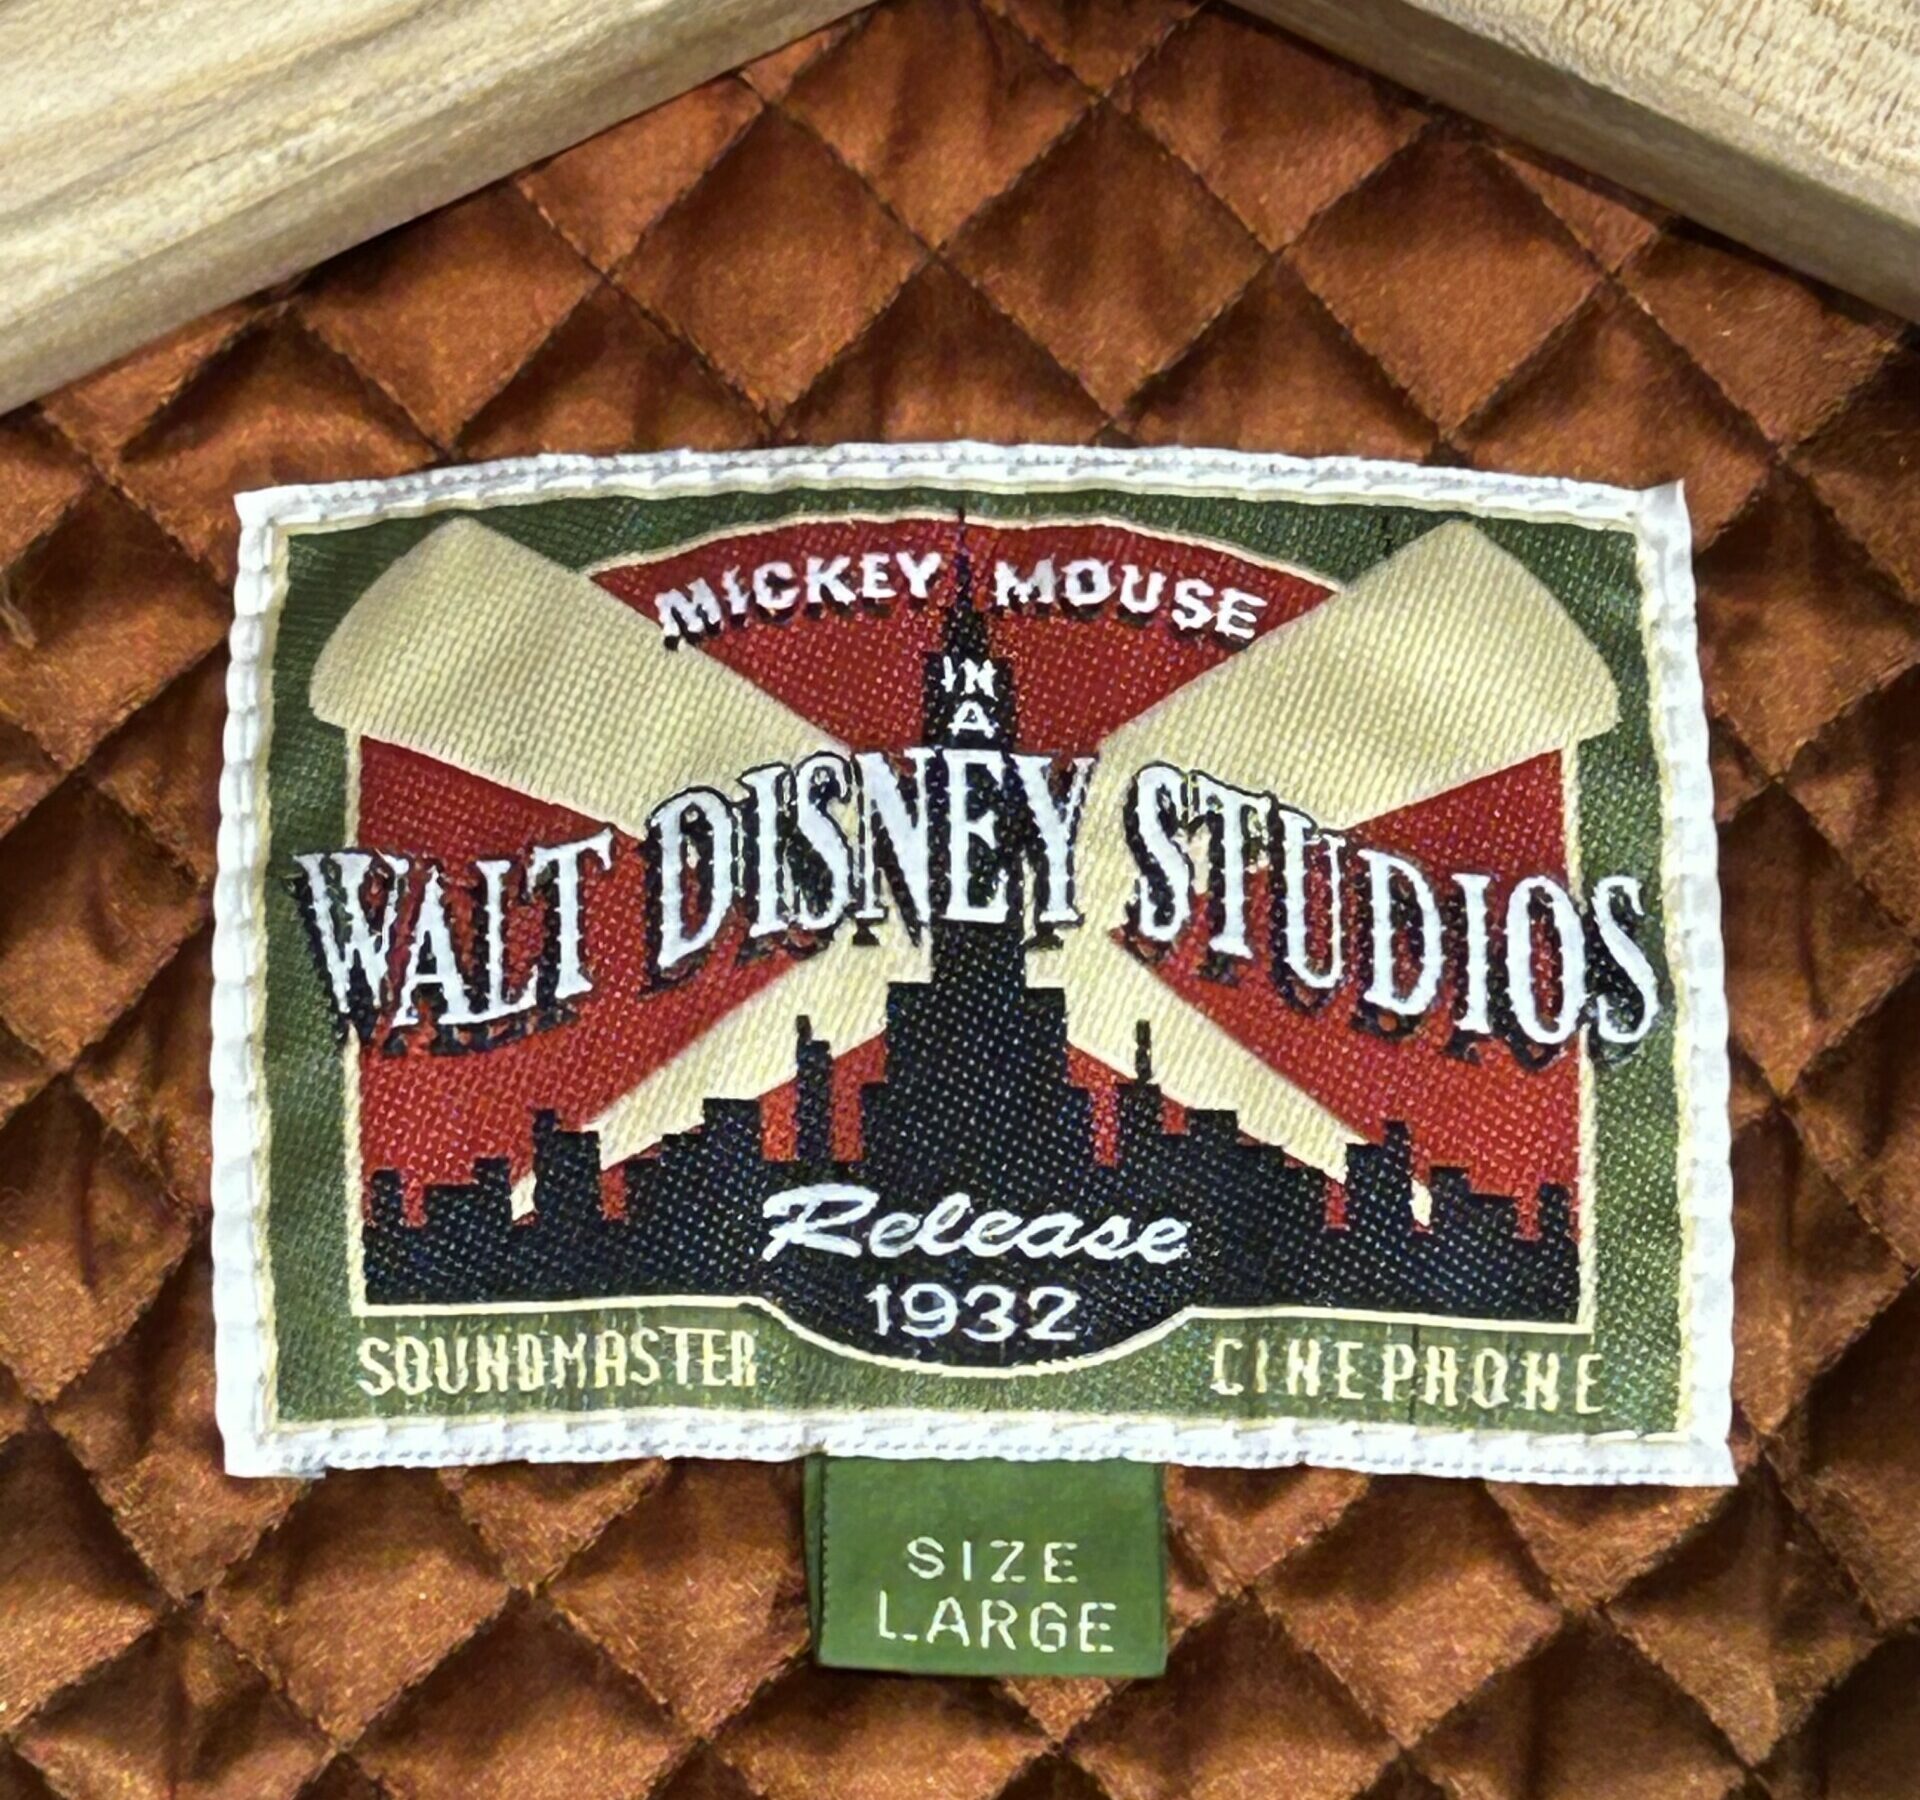 MICKEY MOUSE
IN
A
WALT DISNEY STUDIOS
Release
1932
SOUNDMASTER CINEPHONE
SIZE
LARGE